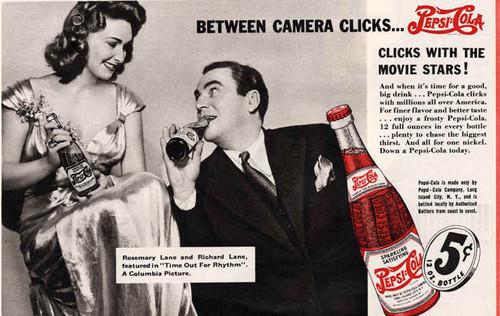 BETWEEN CAMERA CLICKS... PEPSI-COLA
CLICKS WITH THE
MOVIE STARS!
And when it's time for a good,
big drink . . . Pepsi-Cola clicks
with millions all over America.
For finer flavor and better taste
. . . enjoy a frosty Pepsi-Cola.
12 full ounces in every bottle
. . . plenty to chase the biggest
thirst. And all for one nickel.
Down a Pepsi-Cola today.
Pepsi-Cola is made only by
Pepsi-Cola Company, Long
Island City, N. Y., and is
bottled locally by Authorized
Bottlers from coast to coast.
Rosemary Lane and Richard Lane,
featured in "Time Out For Rhythm".
A Columbia Picture.
SPARKLING
SATISFYING
PEPSI-COLA
5¢
12 OZ. BOTTLE